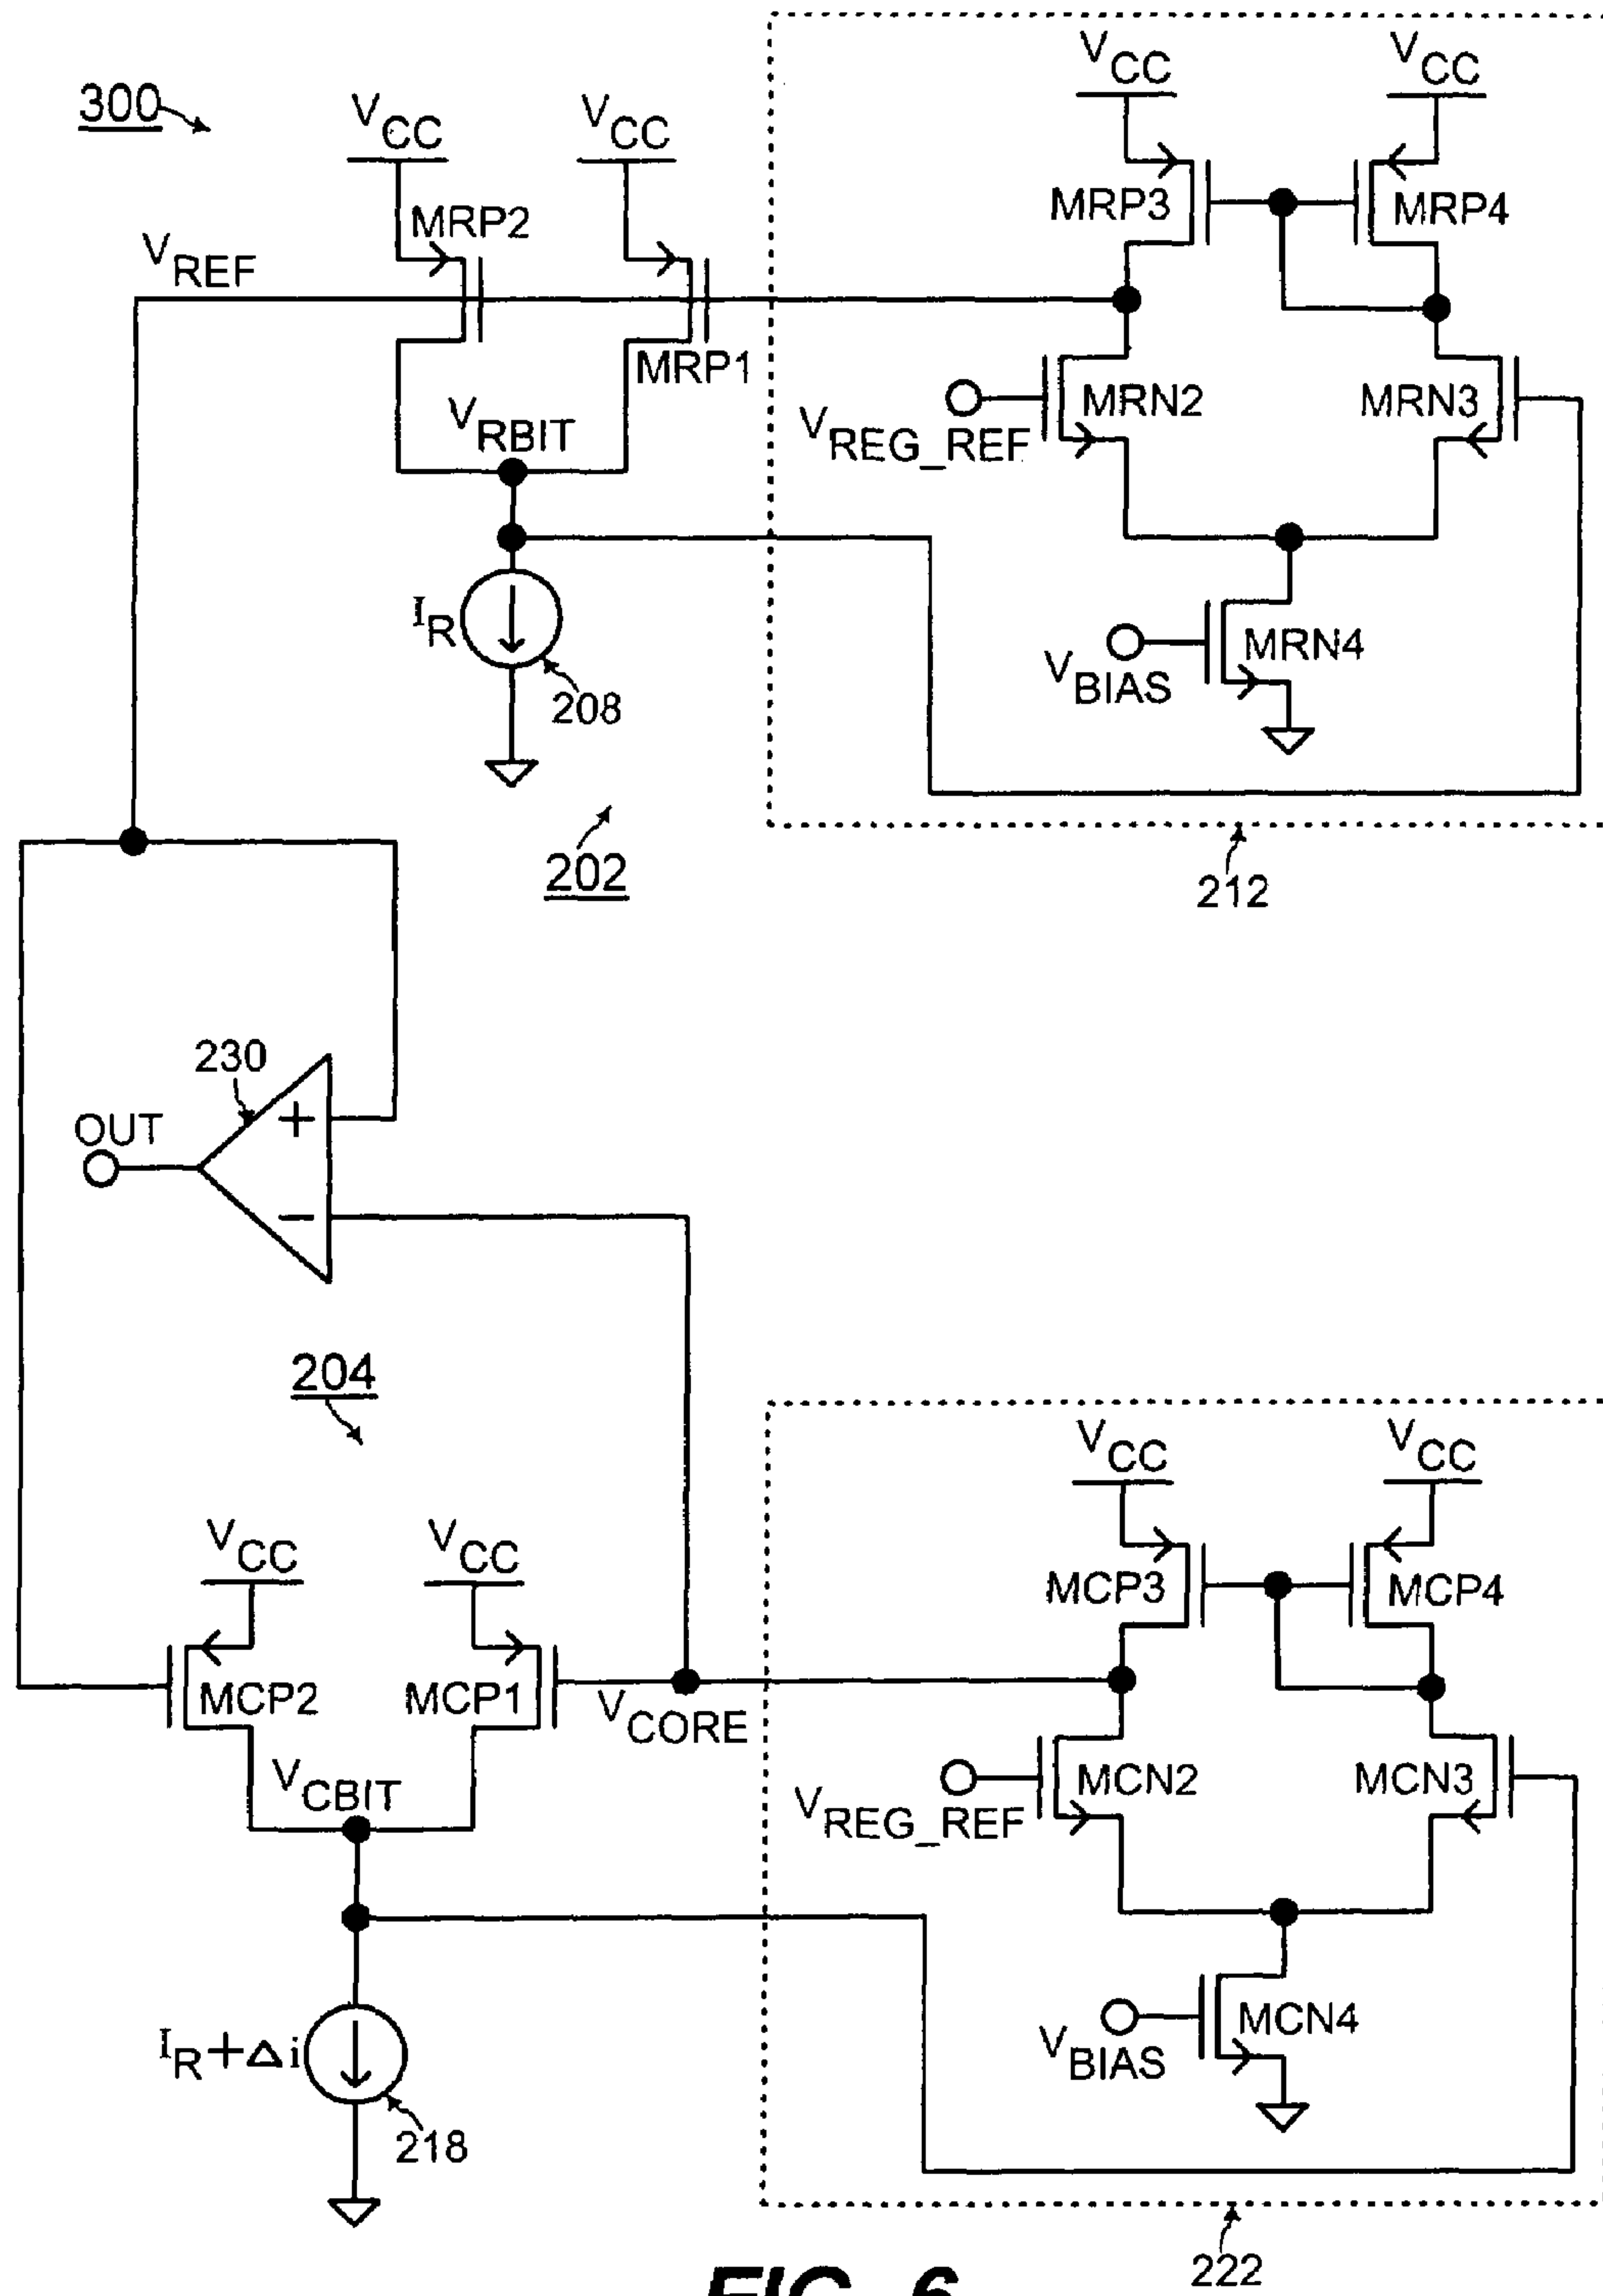 300
VCC
VCC
VCC
VCC
MRP2
MRP3
MRP4
VREF
MRP1
VRBIT
MRN2
MRN3
VREG_REF
IR
208
MRN4
VBIAS
202
212
230
OUT
+
−
204
VCC
VCC
VCC
VCC
MCP3
MCP4
MCP2
MCP1
VCORE
VCBIT
MCN2
MCN3
VREG_REF
IR+Δi
218
MCN4
VBIAS
222
FIG. 6